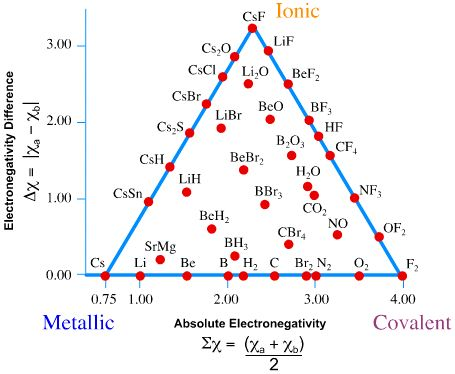 CsF Ionic
3.00 Cs₂O LiF
CsCl Li₂O BeF₂
CsBr BeO BF₃
2.00 Cs₂S LiBr B₂O₃ HF
CsH BeBr₂ H₂O CF₄
1.00 CsSn LiH BBr₃ CO₂ NF₃
BeH₂ CBr₄ NO OF₂
SrMg BH₃
0.00 Cs Li Be B H₂ C Br₂ N₂ O₂ F₂
0.75 1.00 2.00 3.00 4.00
Electronegativity Difference
Δχ = |χa − χb|
Metallic Absolute Electronegativity Covalent
Σχ = (χa + χb)
2